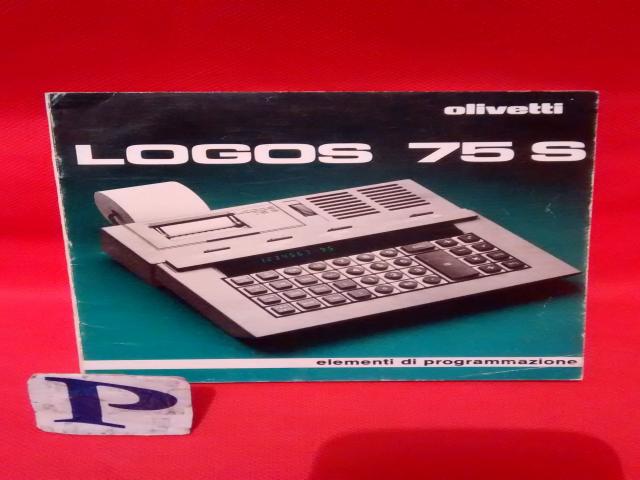 olivetti
LOGOS 75 S
elementi di programmazione
P